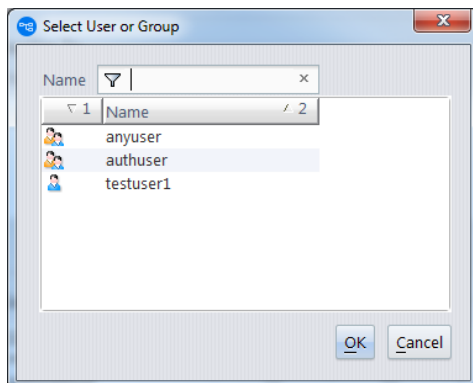 Select User or Group
Name
1 Name 2
anyuser
authuser
testuser1
OK Cancel